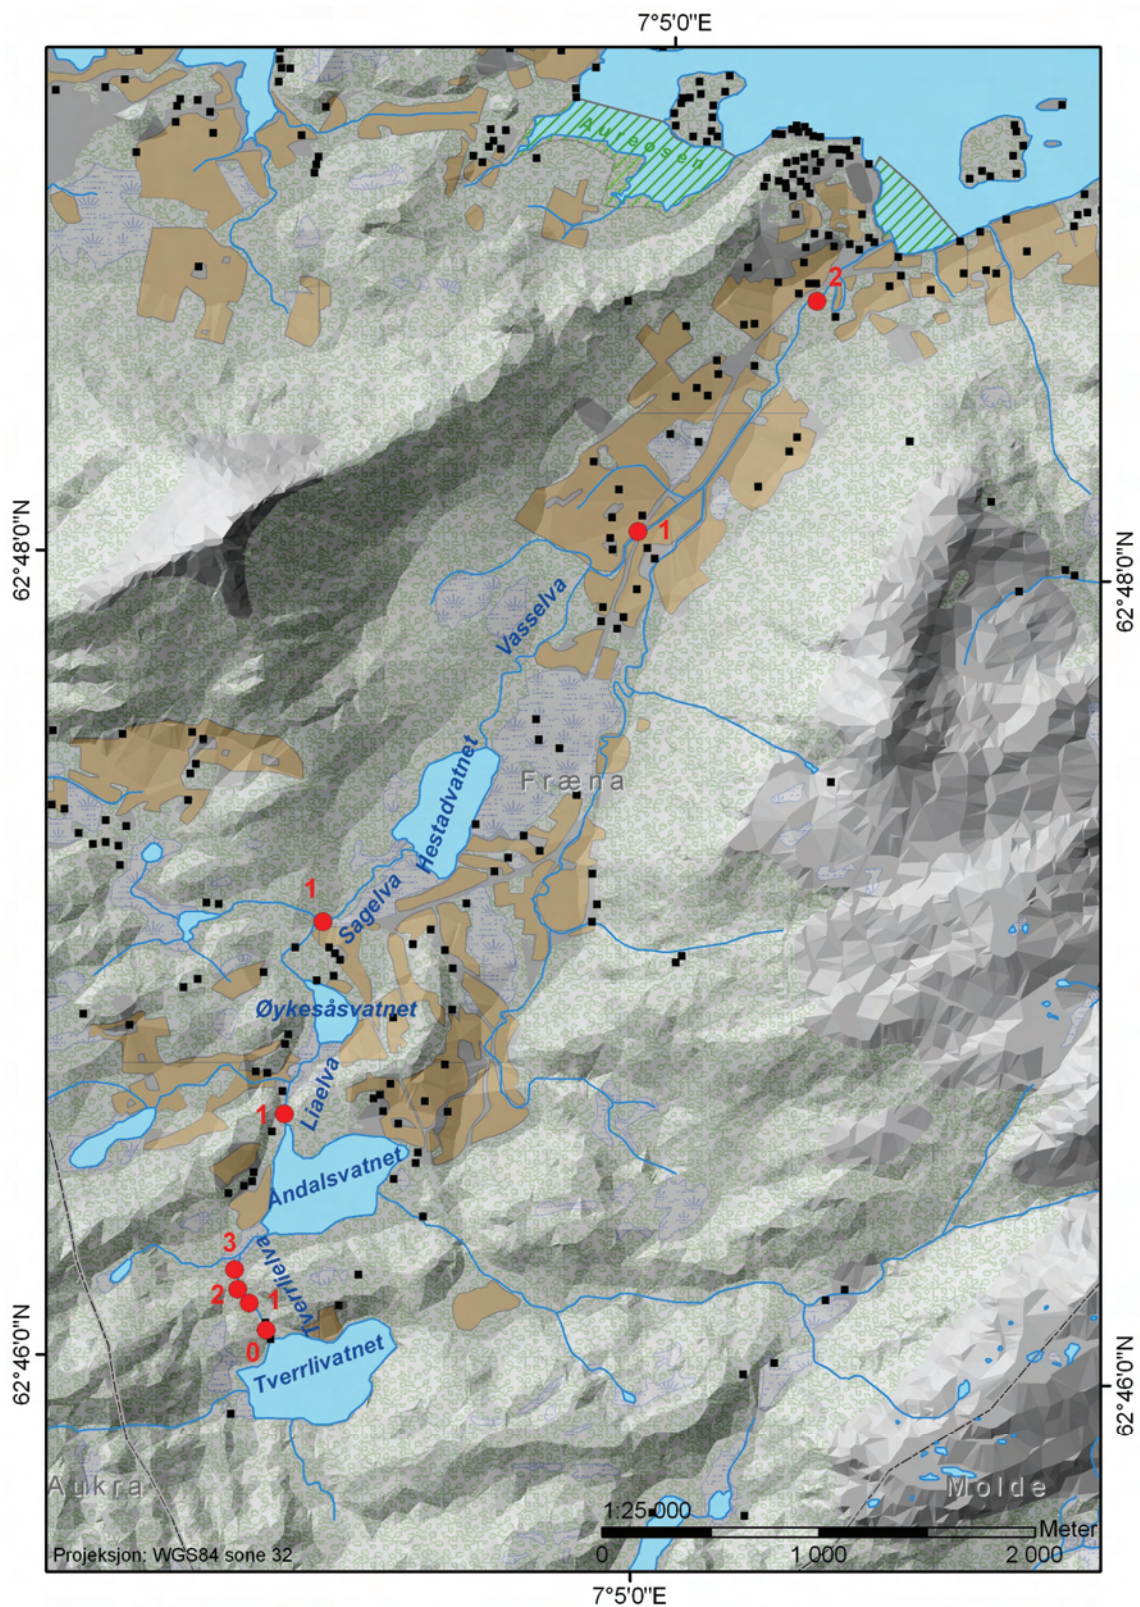 7°5'0"E
Aureosen
2
62°48'0"N
1
62°48'0"N
Vasselva
Hestadvatnet
Fræna
1
Sagelva
Øykesåsvatnet
Liaelva
1
Andalsvatnet
3
Tverrlielva
2
1
0
62°46'0"N
Tverrlivatnet
62°46'0"N
Aukra
Molde
1:25 000
Meter
Projeksjon: WGS84 sone 32
0 1 000 2 000
7°5'0"E